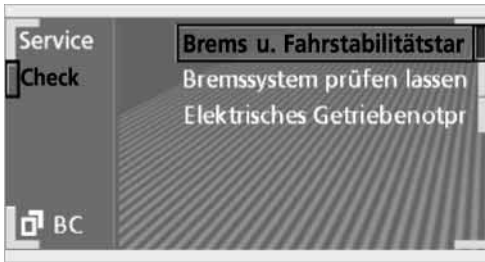 Service
Check
BC
Brems u. Fahrstabilitätstar
Bremssystem prüfen lassen
Elektrisches Getriebenotpr